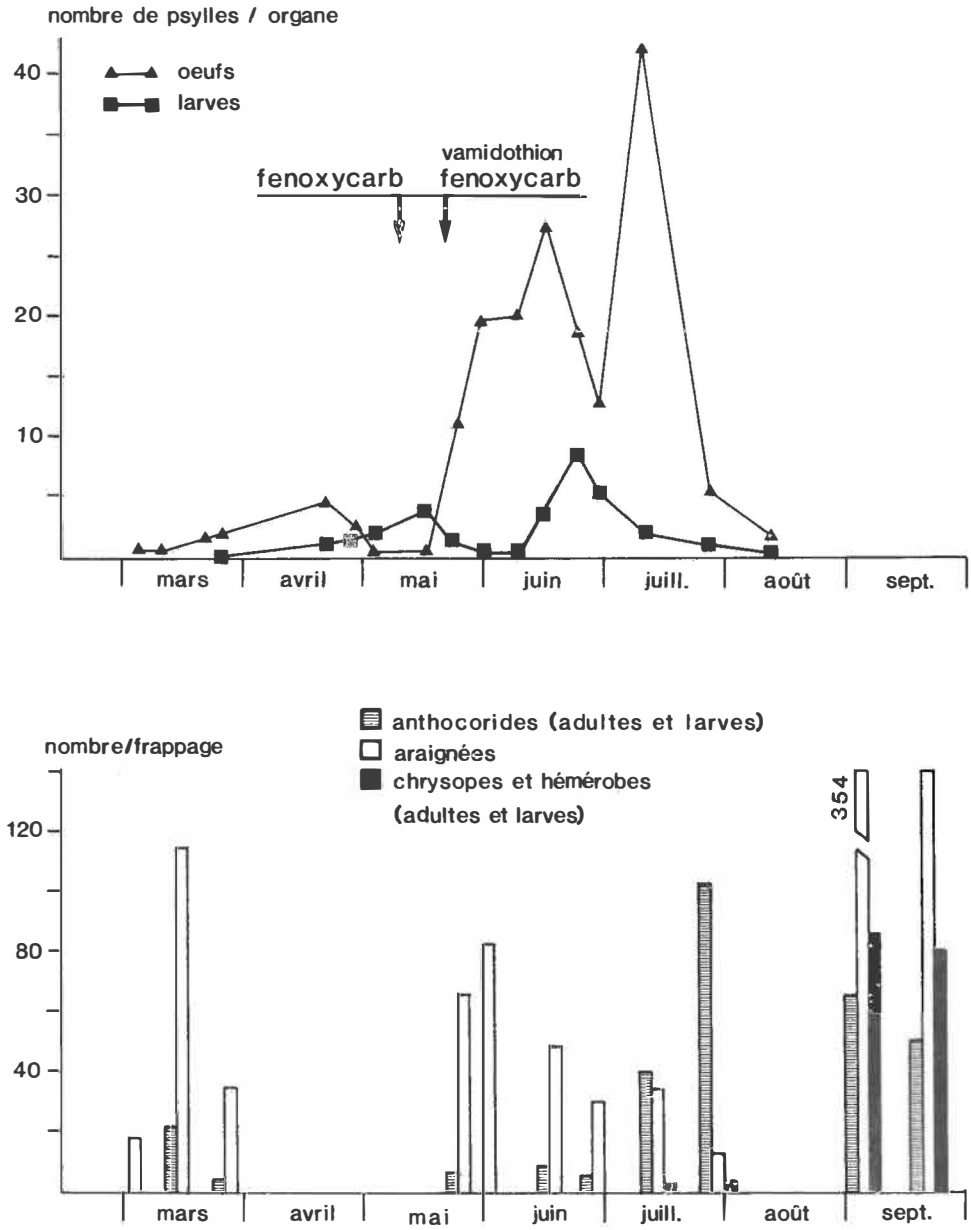 nombre de psylles / organe
40
30
20
10
oeufs
larves
fenoxycarb
vamidothion
fenoxycarb
mars avril mai juin juill. août sept.
nombre/frappage
120
80
40
anthocorides (adultes et larves)
araignées
chrysopes et hémérobes
(adultes et larves)
354
mars avril mai juin juill. août sept.